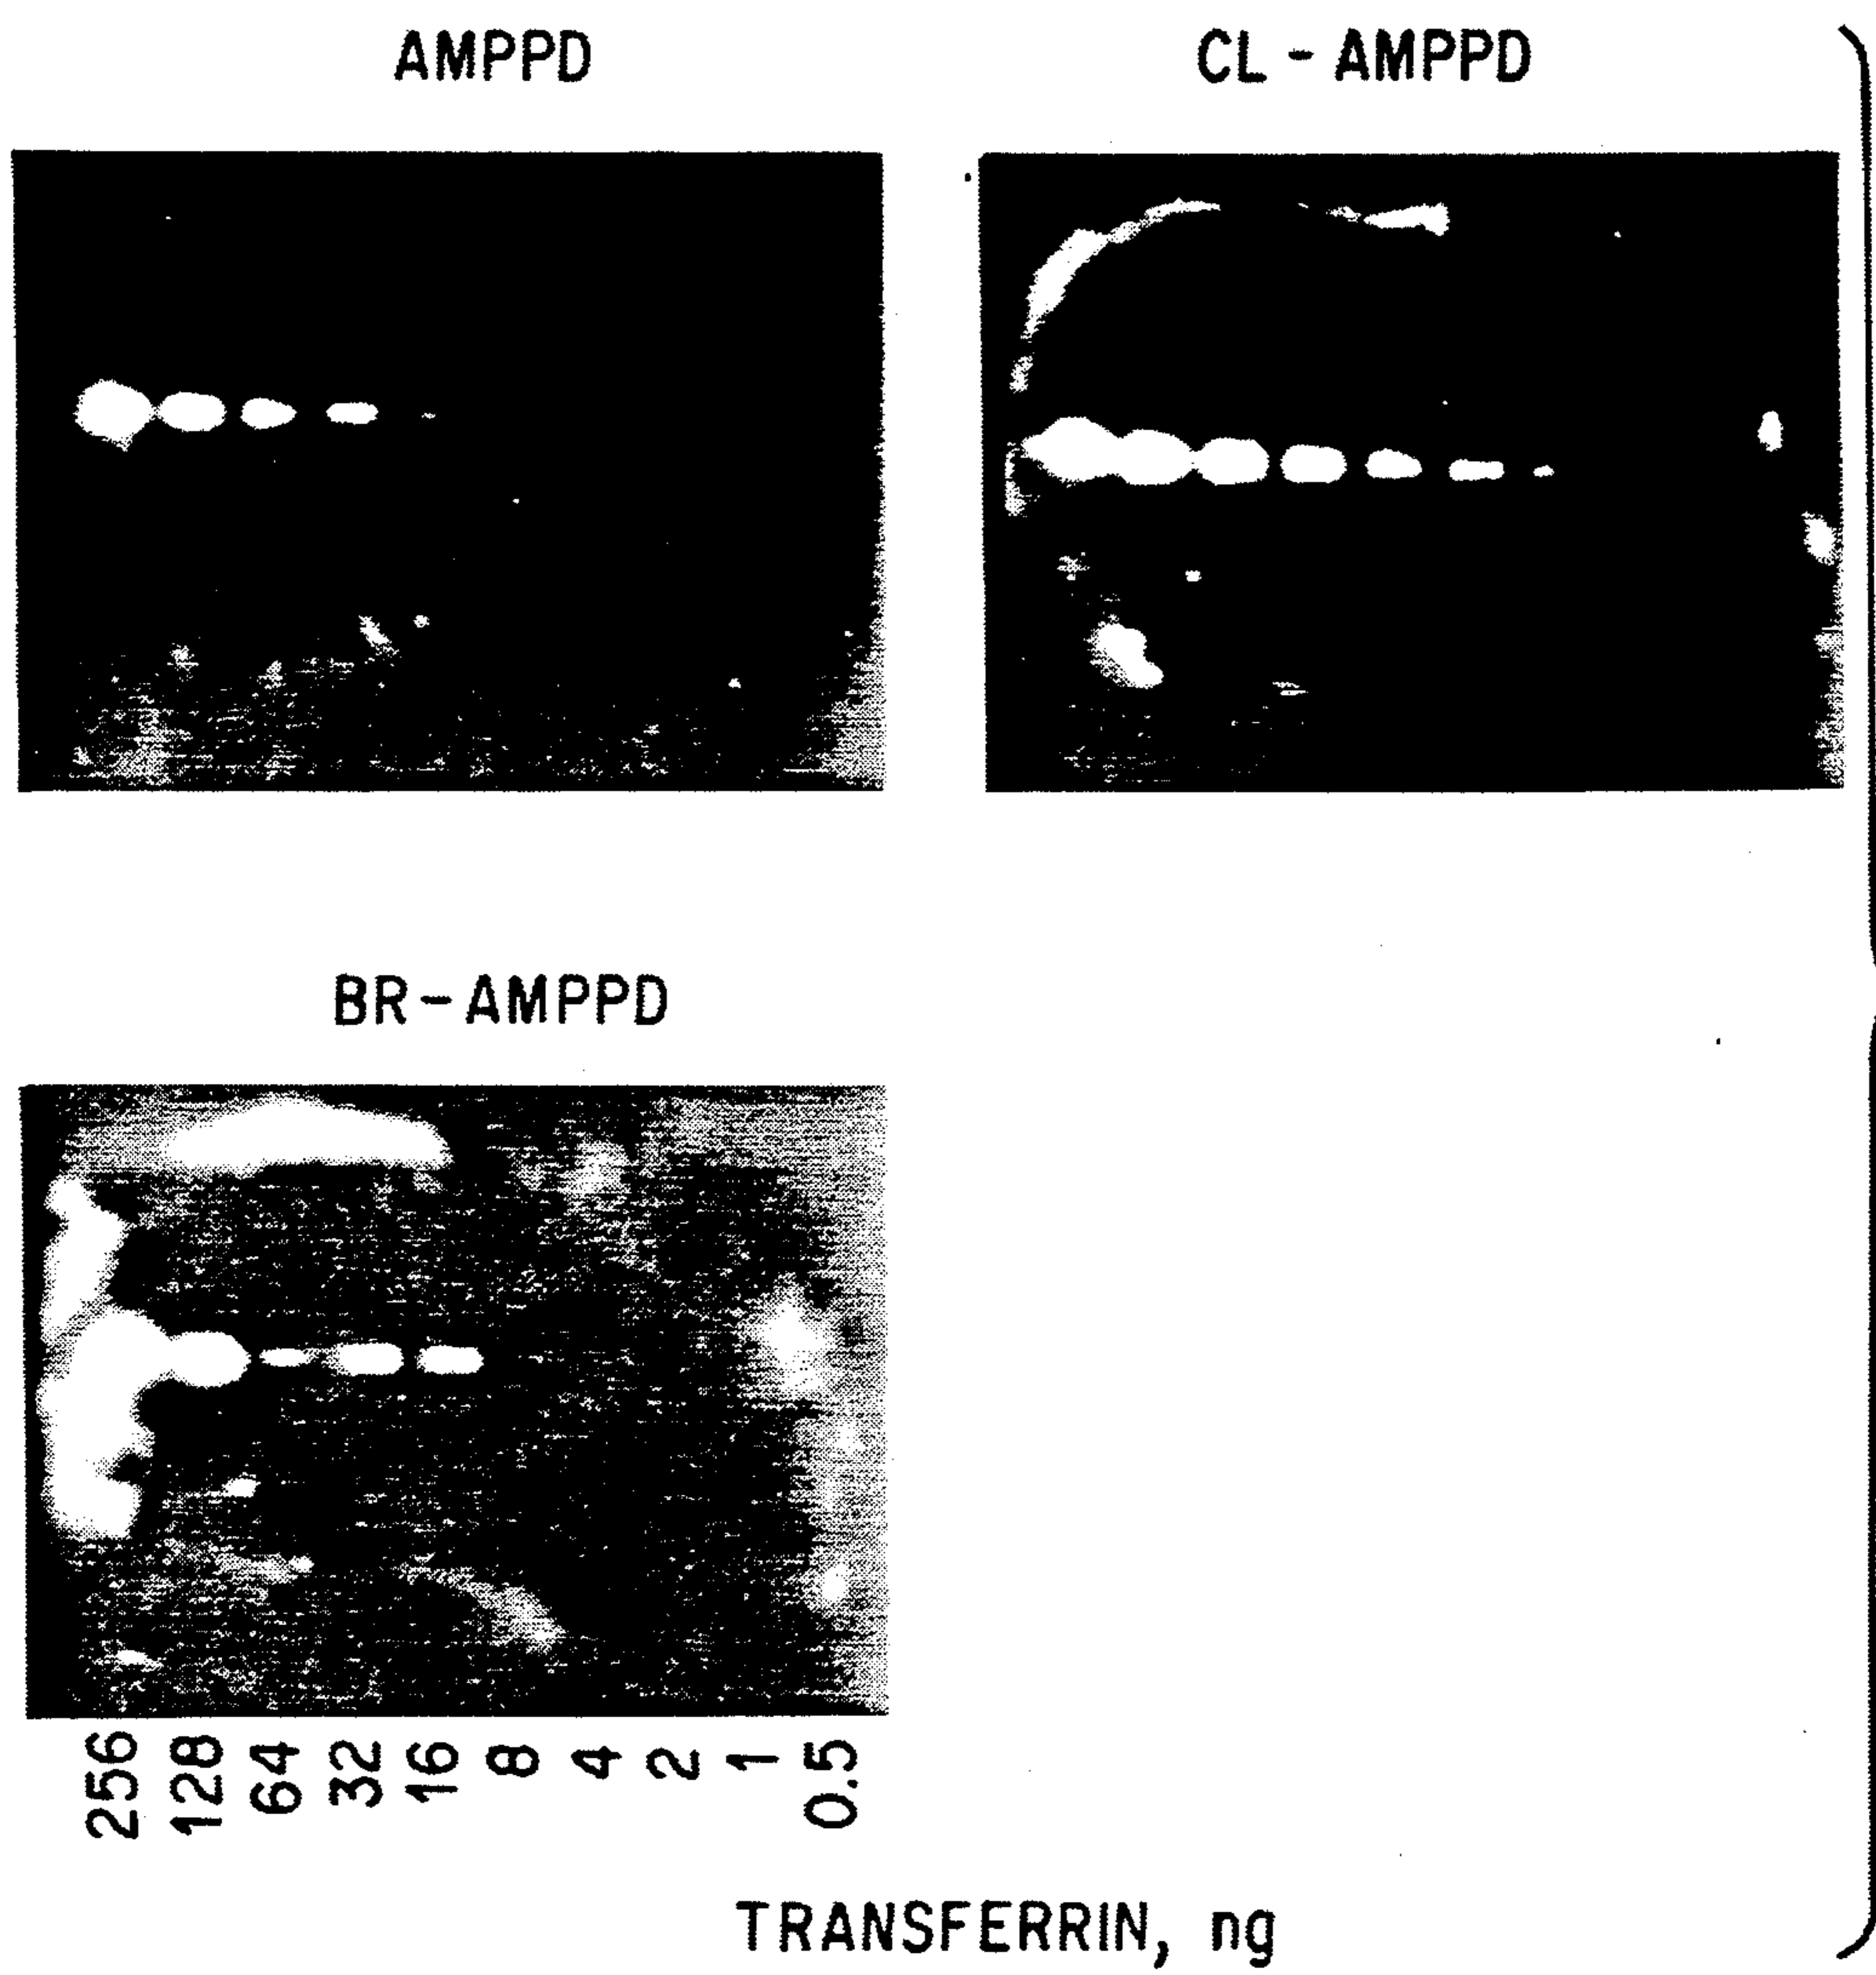 AMPPD
CL-AMPPD
BR-AMPPD
256
128
64
32
16
8
4
2
1
0.5
TRANSFERRIN, ng